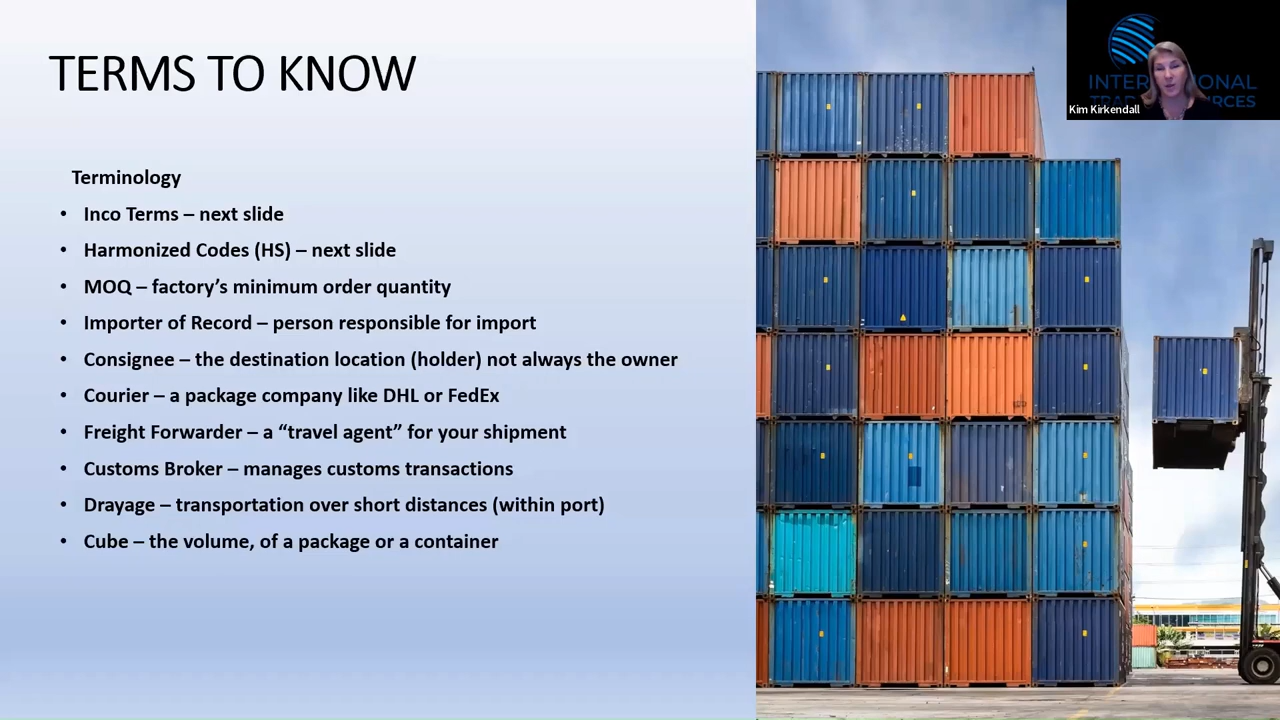 TERMS TO KNOW
Terminology
• Inco Terms – next slide
• Harmonized Codes (HS) – next slide
• MOQ – factory’s minimum order quantity
• Importer of Record – person responsible for import
• Consignee – the destination location (holder) not always the owner
• Courier – a package company like DHL or FedEx
• Freight Forwarder – a “travel agent” for your shipment
• Customs Broker – manages customs transactions
• Drayage – transportation over short distances (within port)
• Cube – the volume, of a package or a container
Kim Kirkendall